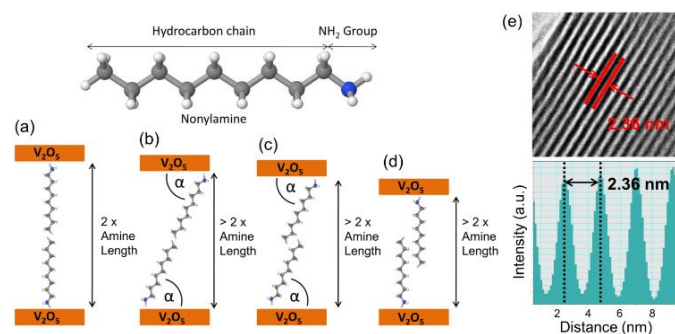 Hydrocarbon chain
NH2 Group
Nonylamine
(a)
V2O5
2 x
Amine
Length
V2O5
(b)
V2O5
α
> 2 x
Amine
Length
α
V2O5
(c)
V2O5
α
> 2 x
Amine
Length
α
V2O5
(d)
V2O5
> 2 x
Amine
Length
V2O5
(e)
2.36 nm
2.36 nm
Intensity (a.u.)
2 4 6 8
Distance (nm)